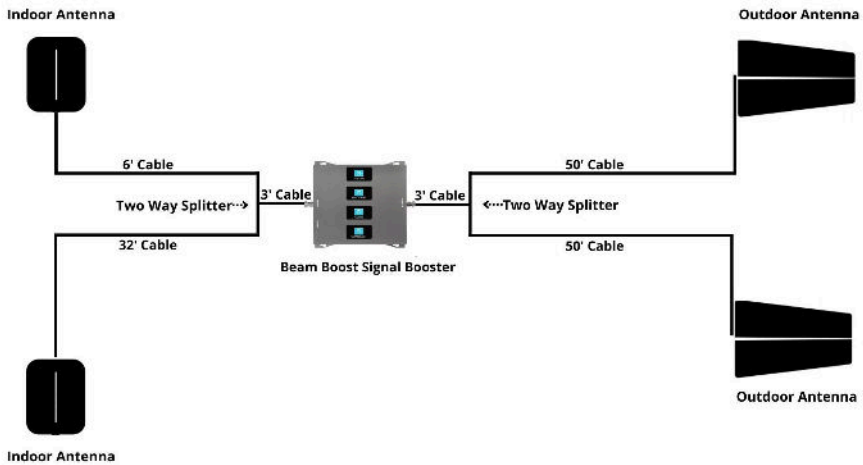 Indoor Antenna
Outdoor Antenna
6' Cable
50' Cable
Two Way Splitter
3' Cable
3' Cable
Two Way Splitter
32' Cable
50' Cable
Beam Boost Signal Booster
Outdoor Antenna
Indoor Antenna